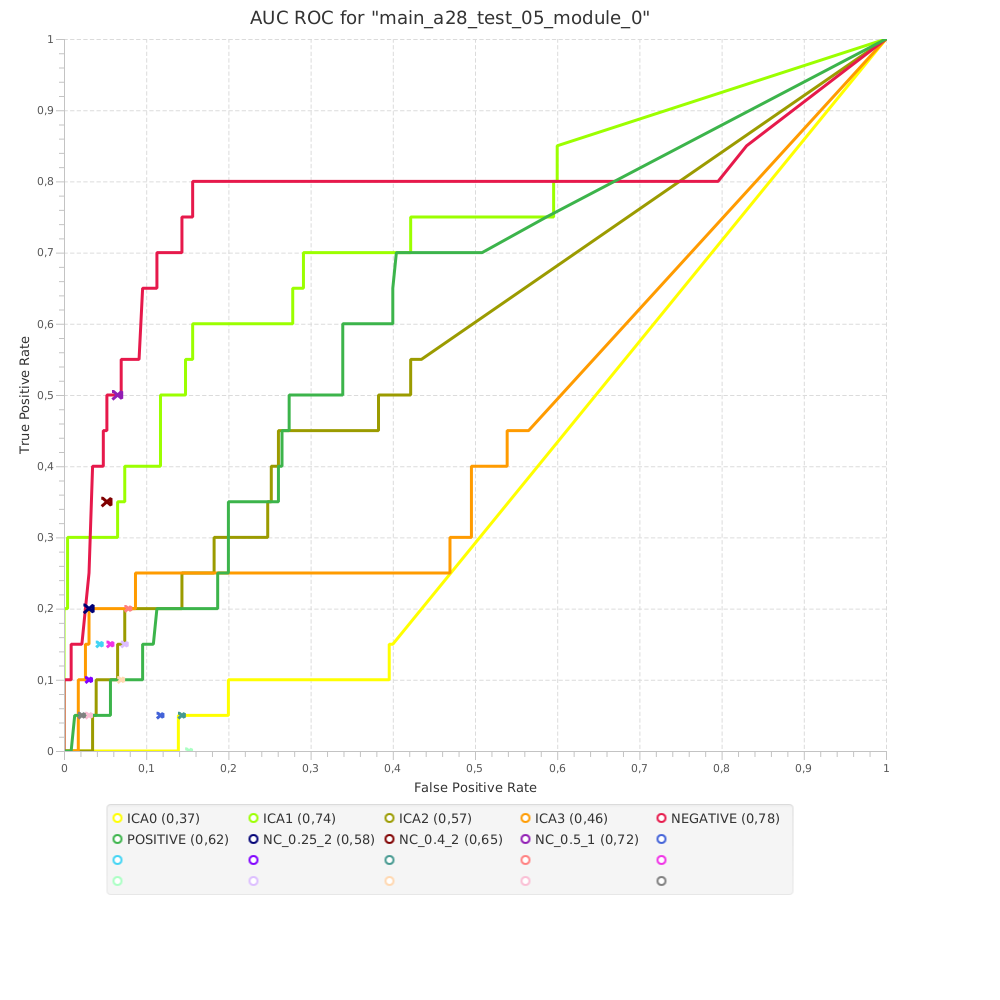 AUC ROC for "main_a28_test_05_module_0"
1
0,9
0,8
0,7
0,6
0,5
0,4
0,3
0,2
0,1
0
True Positive Rate
0 0,1 0,2 0,3 0,4 0,5 0,6 0,7 0,8 0,9 1
False Positive Rate
ICA0 (0,37) ICA1 (0,74) ICA2 (0,57) ICA3 (0,46) NEGATIVE (0,78)
POSITIVE (0,62) NC_0.25_2 (0,58) NC_0.4_2 (0,65) NC_0.5_1 (0,72)